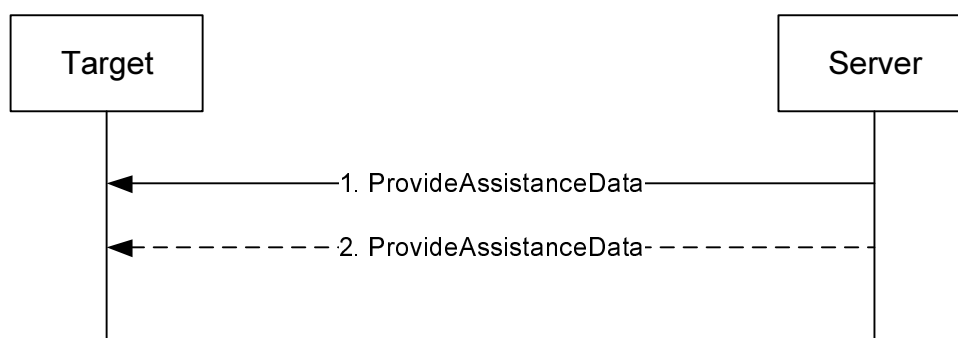 Target
Server
1. ProvideAssistanceData
2. ProvideAssistanceData